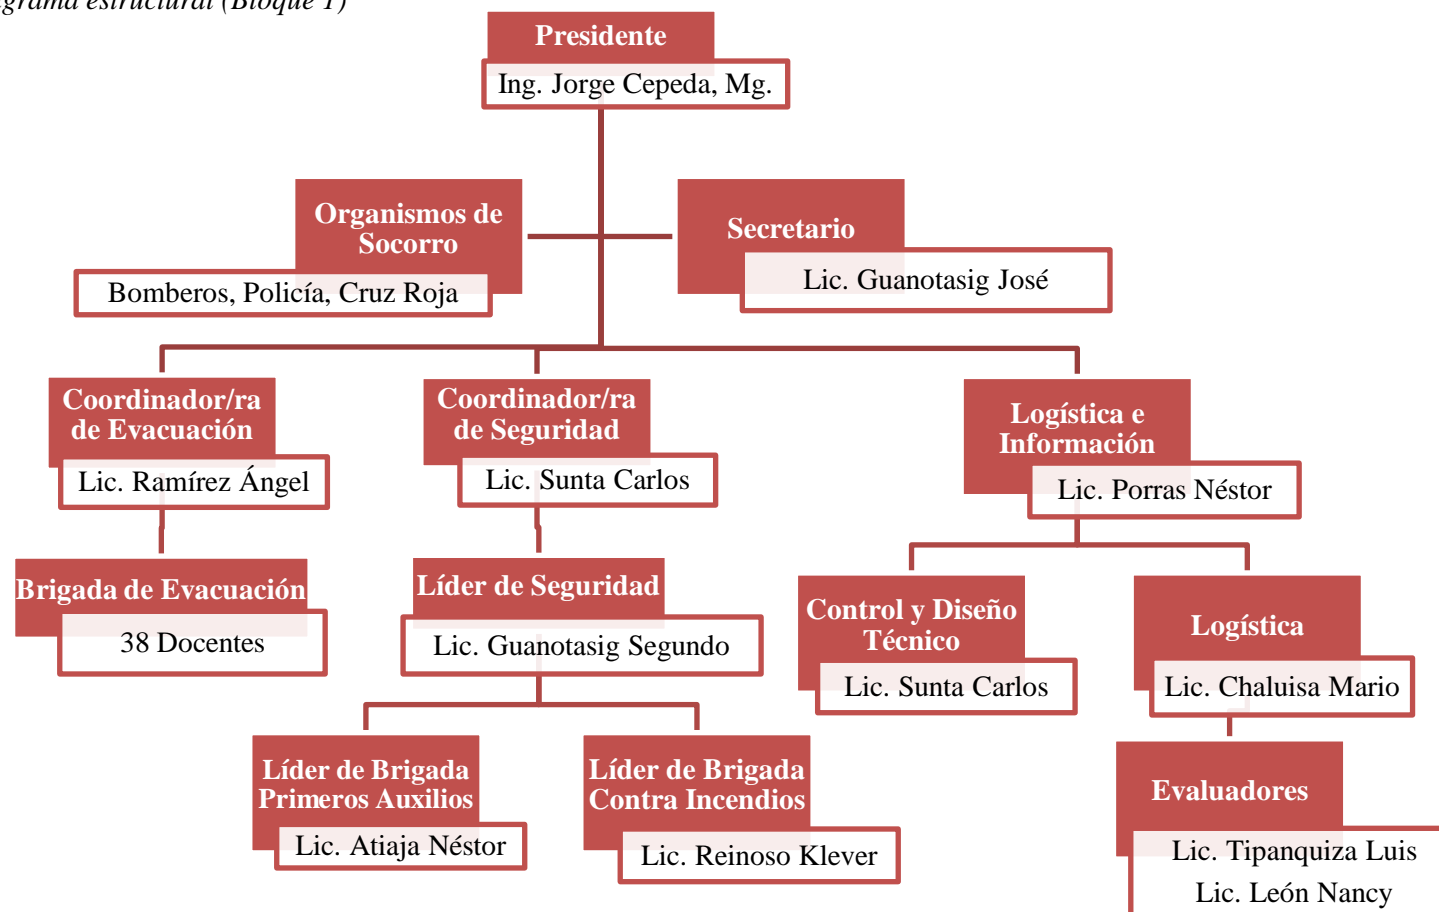 grama estructural (Bloque 1)
Presidente
Ing. Jorge Cepeda, Mg.
Organismos de
Socorro
Bomberos, Policía, Cruz Roja
Secretario
Lic. Guanotasig José
Coordinador/ra
de Evacuación
Lic. Ramírez Ángel
Coordinador/ra
de Seguridad
Lic. Sunta Carlos
Logística e
Información
Lic. Porras Néstor
Brigada de Evacuación
38 Docentes
Líder de Seguridad
Lic. Guanotasig Segundo
Control y Diseño
Técnico
Lic. Sunta Carlos
Logística
Lic. Chaluisa Mario
Líder de Brigada
Primeros Auxilios
Lic. Atiaja Néstor
Líder de Brigada
Contra Incendios
Lic. Reinoso Klever
Evaluadores
Lic. Tipanquiza Luis
Lic. León Nancy